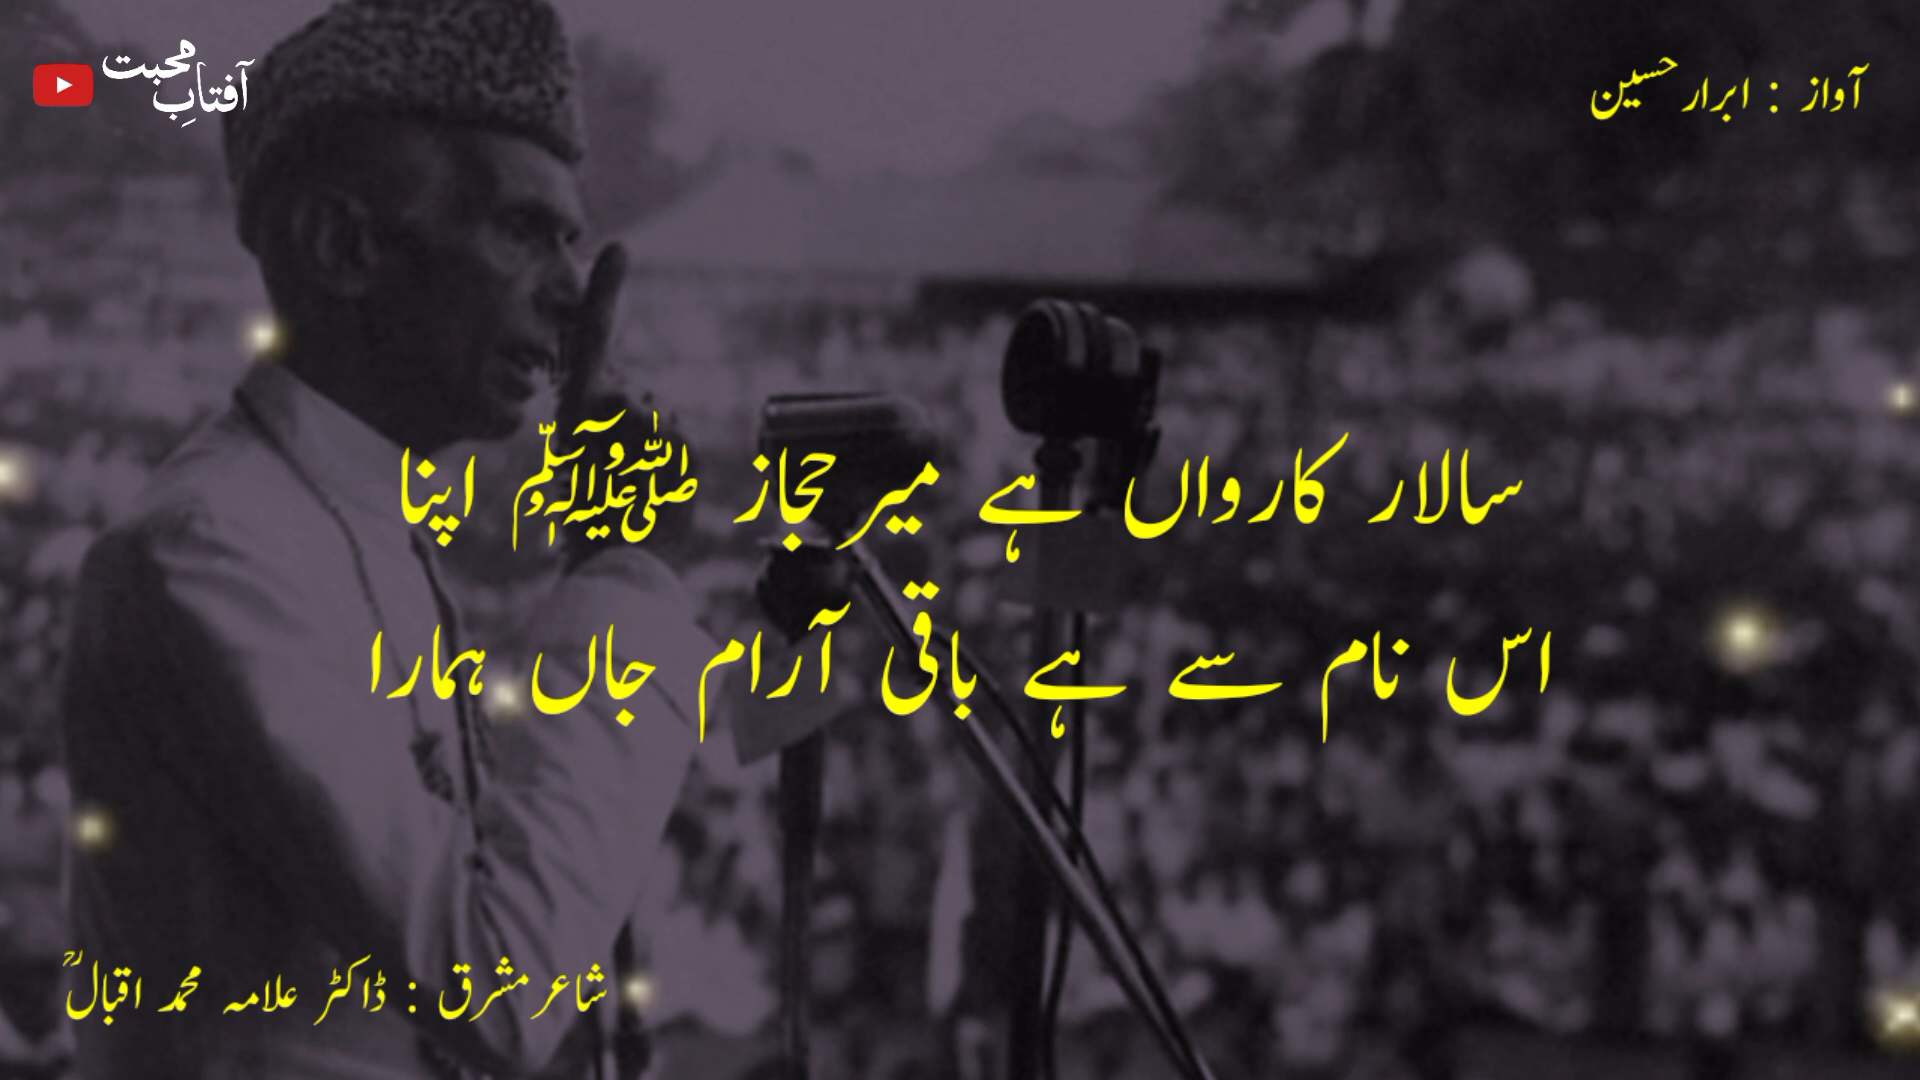 آفتابِ محبت
آواز : ابرار حسین
سالار کارواں ہے میر حجاز ﷺ اپنا
اس نام سے ہے باقی آرام جاں ہمارا
شاعر مشرق : ڈاکٹر علامہ محمد اقبالؒ